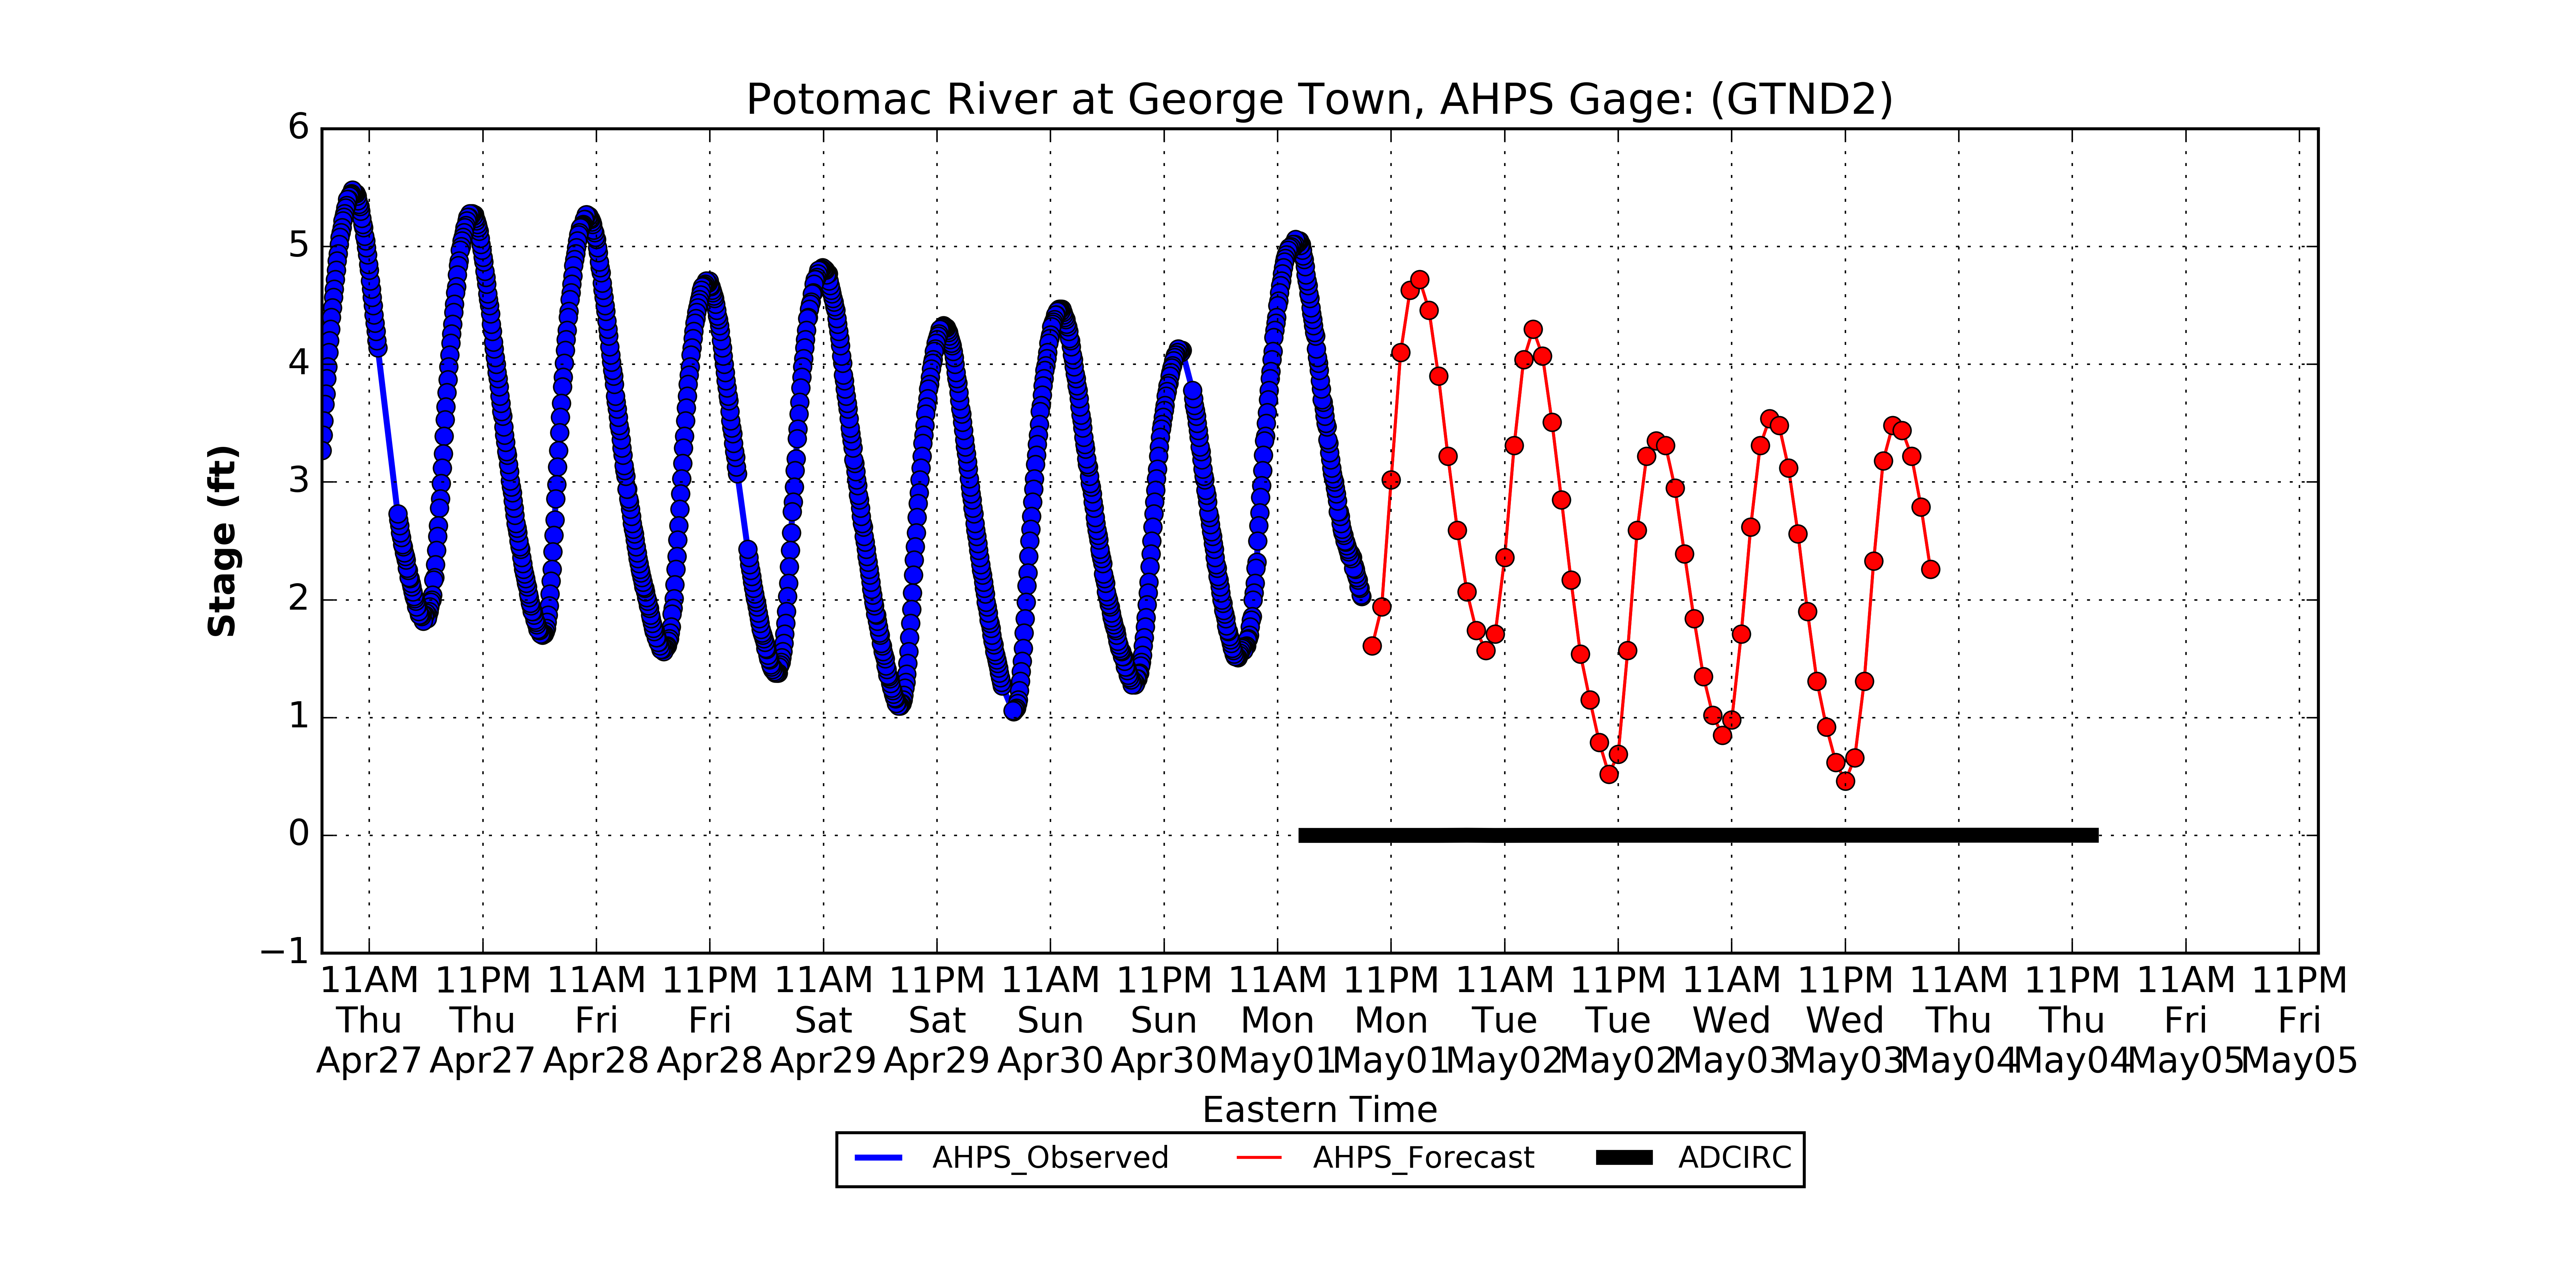 Potomac River at George Town, AHPS Gage: (GTND2)
Stage (ft)
6
5
4
3
2
1
0
−1
11AM 11PM 11AM 11PM 11AM 11PM 11AM 11PM 11AM 11PM 11AM 11PM 11AM 11PM 11AM 11PM 11AM 11PM
Thu Thu Fri Fri Sat Sat Sun Sun Mon Mon Tue Tue Wed Wed Thu Thu Fri Fri
Apr27 Apr27 Apr28 Apr28 Apr29 Apr29 Apr30 Apr30 May01 May01 May02 May02 May03 May03 May04 May04 May05 May05
Eastern Time
AHPS_Observed AHPS_Forecast ADCIRC